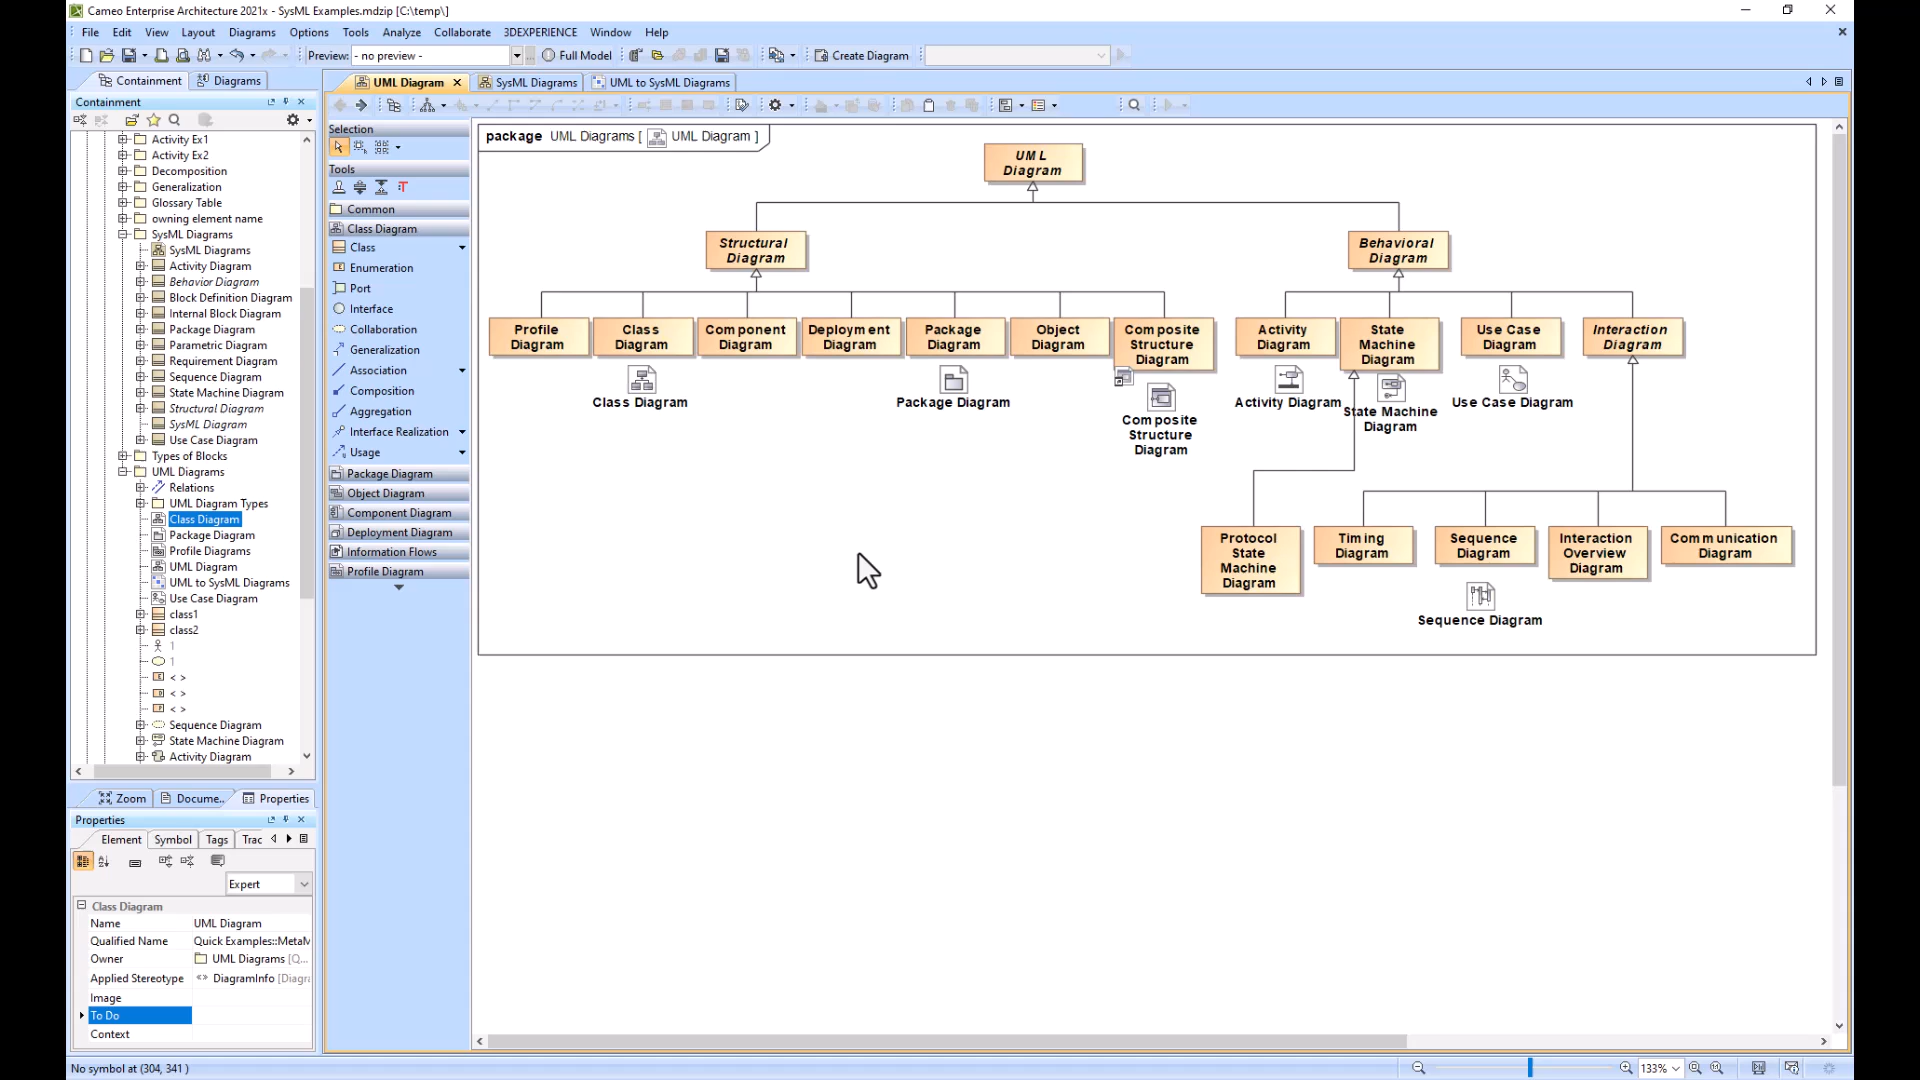 Cameo Enterprise Architecture 2021x - SysML Examples.mdzip [C:\temp\]
File Edit View Layout Diagrams Options Tools Analyze Collaborate 3DEXPERIENCE Window Help
Preview: - no preview - Full Model Create Diagram
Containment Diagrams
UML Diagram SysML Diagrams UML to SysML Diagrams
Containment
Activity Ex1
Activity Ex2
Decomposition
Generalization
Glossary Table
owning element name
SysML Diagrams
SysML Diagrams
Activity Diagram
Behavior Diagram
Block Definition Diagram
Internal Block Diagram
Package Diagram
Parametric Diagram
Requirement Diagram
Sequence Diagram
State Machine Diagram
Structural Diagram
SysML Diagram
Use Case Diagram
Types of Blocks
UML Diagrams
Relations
UML Diagram Types
Class Diagram
Package Diagram
Profile Diagrams
UML Diagram
UML to SysML Diagrams
Use Case Diagram
class1
class2
1
1
< >
< >
< >
Sequence Diagram
State Machine Diagram
Activity Diagram
Zoom Docume.. Properties
Properties
Element Symbol Tags Trac
Expert
Class Diagram
Name UML Diagram
Qualified Name Quick Examples::MetaM
Owner UML Diagrams [Q...
Applied Stereotype DiagramInfo [Diagra
Image
To Do
Context
Selection
Tools
Common
Class Diagram
Class
Enumeration
Port
Interface
Collaboration
Generalization
Association
Composition
Aggregation
Interface Realization
Usage
Package Diagram
Object Diagram
Component Diagram
Deployment Diagram
Information Flows
Profile Diagram
package UML Diagrams [ UML Diagram ]
UML
Diagram
Structural
Diagram
Behavioral
Diagram
Profile
Diagram
Class
Diagram
Component
Diagram
Deployment
Diagram
Package
Diagram
Object
Diagram
Composite
Structure
Diagram
Activity
Diagram
State
Machine
Diagram
Use Case
Diagram
Interaction
Diagram
Class Diagram
Package Diagram
Composite
Structure
Diagram
Activity Diagram
State Machine
Diagram
Use Case Diagram
Protocol
State
Machine
Diagram
Timing
Diagram
Sequence
Diagram
Interaction
Overview
Diagram
Communication
Diagram
Sequence Diagram
No symbol at (304, 341 )
133%